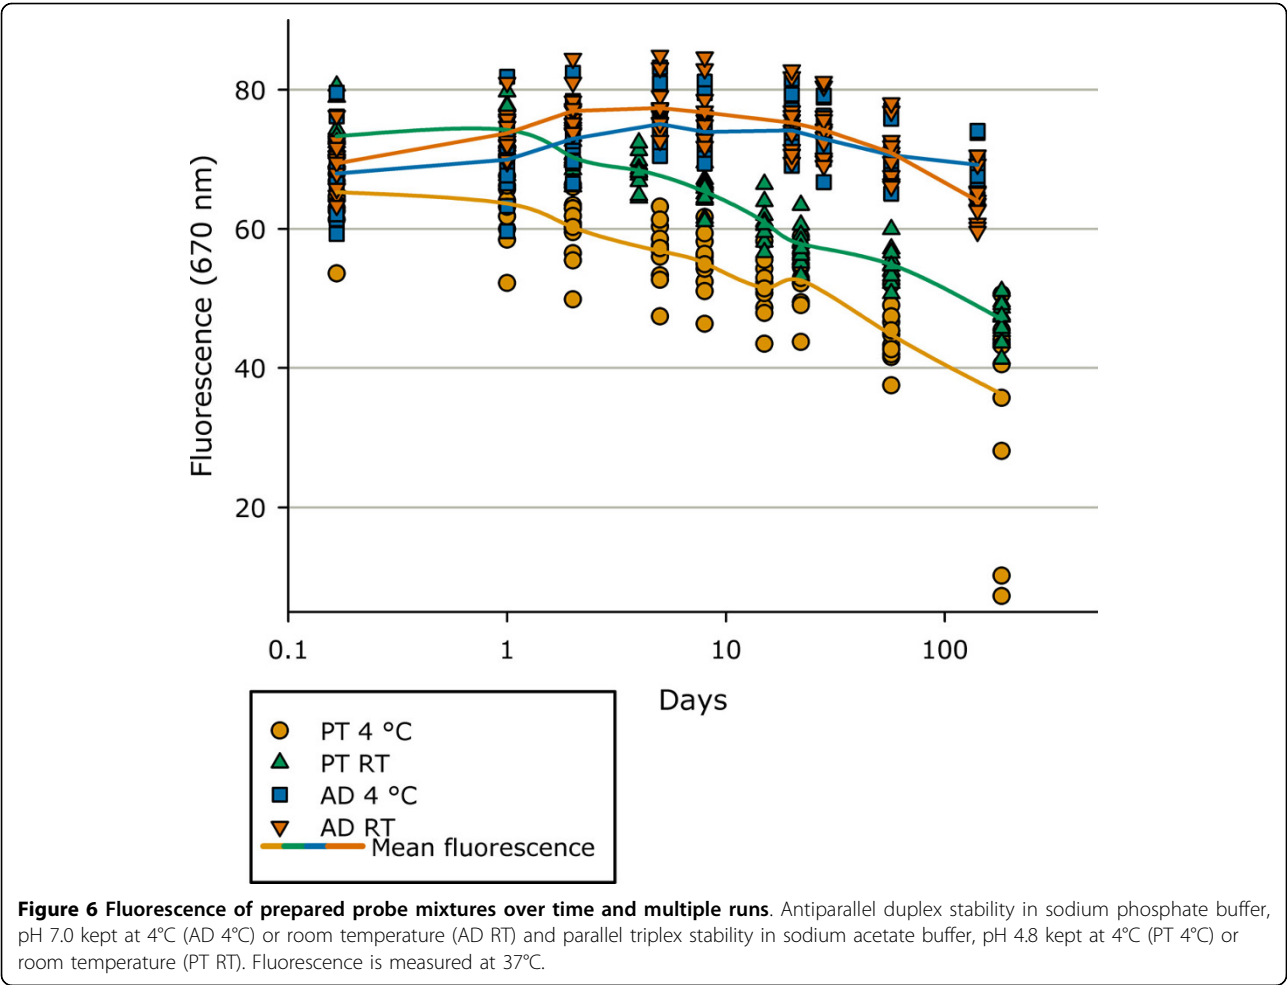 80
60
40
20
Fluorescence (670 nm)
0.1 1 10 100
Days
PT 4 °C
PT RT
AD 4 °C
AD RT
Mean fluorescence
Figure 6 Fluorescence of prepared probe mixtures over time and multiple runs. Antiparallel duplex stability in sodium phosphate buffer,
pH 7.0 kept at 4°C (AD 4°C) or room temperature (AD RT) and parallel triplex stability in sodium acetate buffer, pH 4.8 kept at 4°C (PT 4°C) or
room temperature (PT RT). Fluorescence is measured at 37°C.